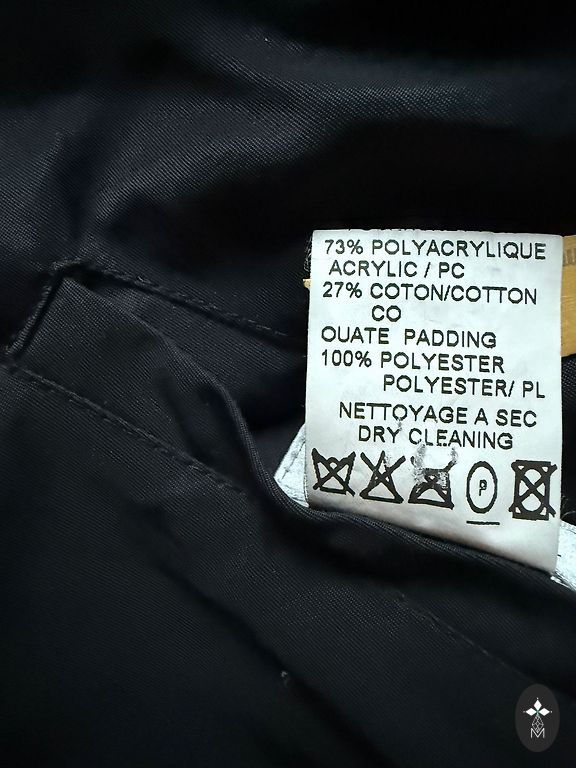 73% POLYACRYLIQUE
ACRYLIC / PC
27% COTON/COTTON
CO
OUATE PADDING
100% POLYESTER
POLYESTER/ PL
NETTOYAGE A SEC
DRY CLEANING
P
M